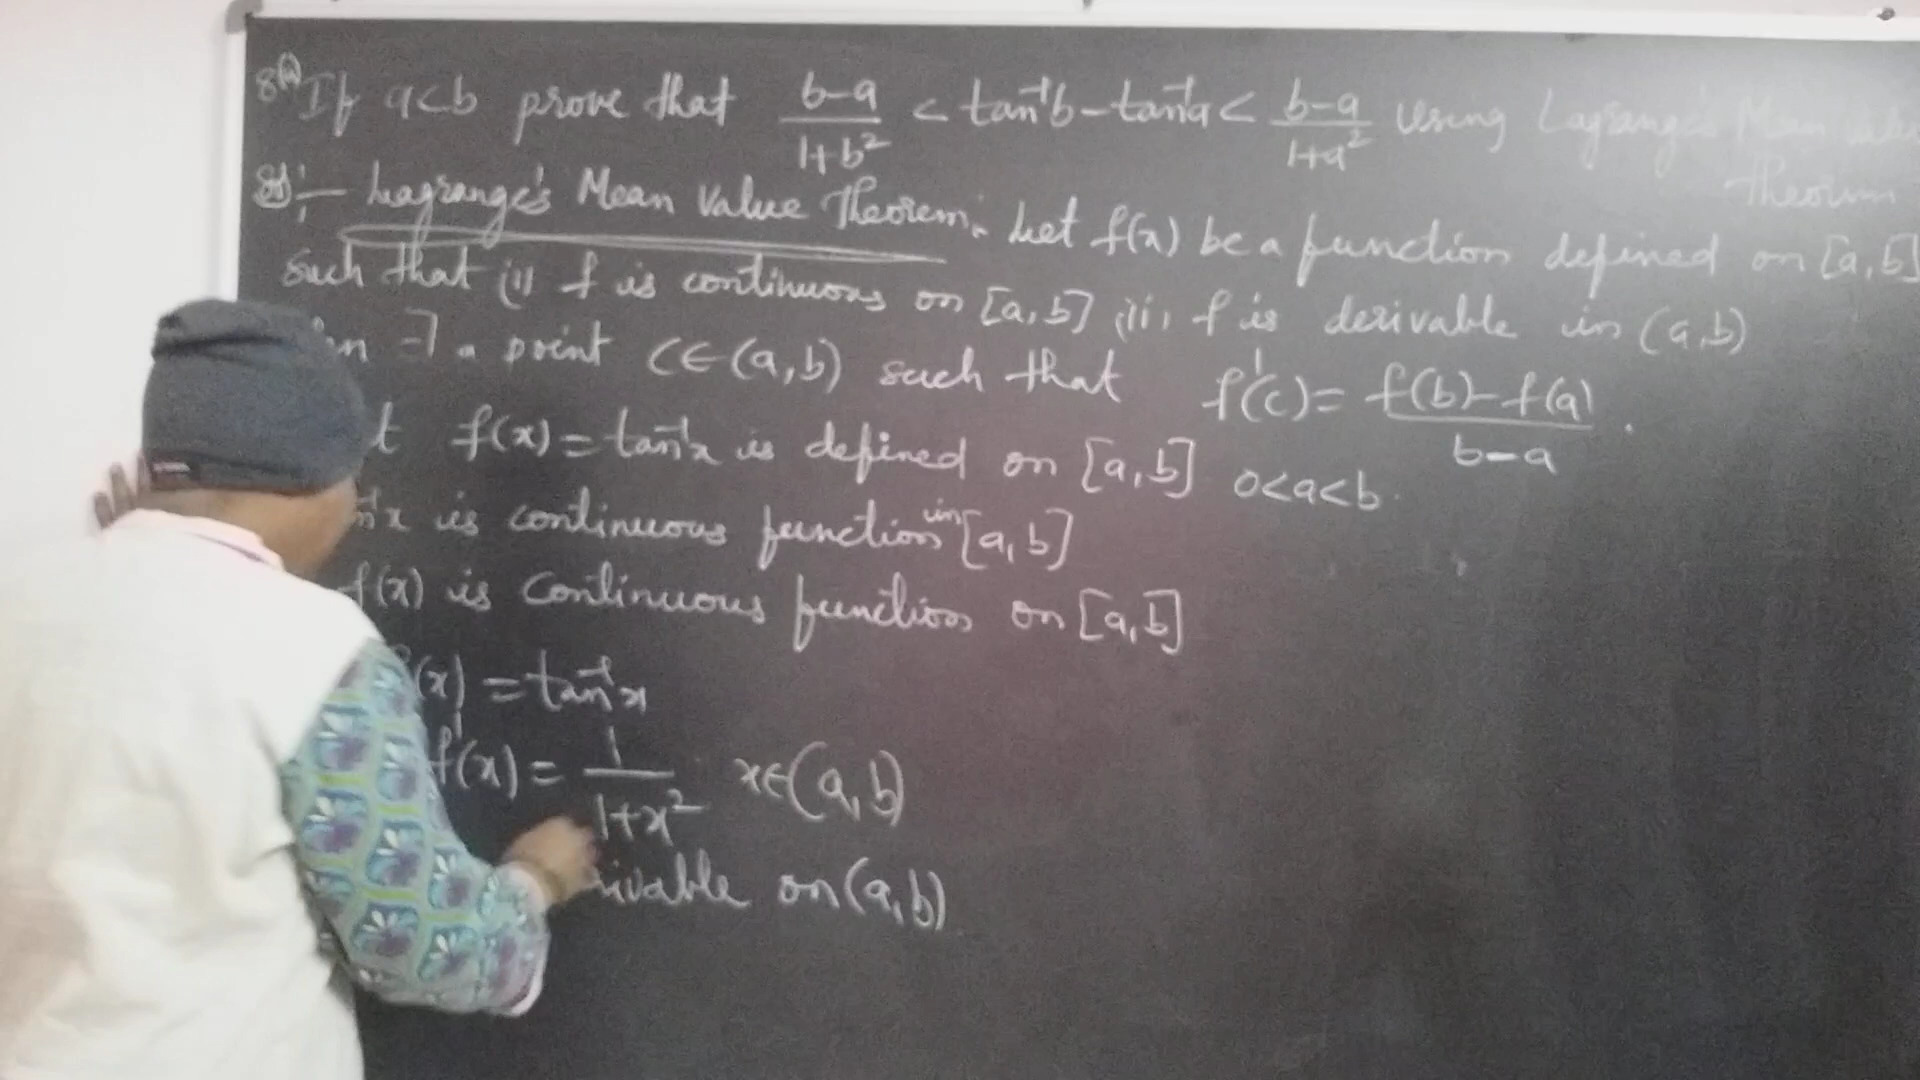 8(a) If a<b prove that (b-a)/(1+b²) < tan⁻¹b - tan⁻¹a < (b-a)/(1+a²) using Lagrange's Mean Value Theorem
Sol:- Lagrange's Mean Value Theorem: Let f(x) be a function defined on [a,b]
such that (i) f is continuous on [a,b] (ii) f is derivable in (a,b)
∃ a point c∈(a,b) such that f'(c) = (f(b)-f(a))/(b-a).
f(x) = tan⁻¹x is defined on [a,b] 0<a<b.
x is continuous function in [a,b]
f(x) is continuous function on [a,b]
(x) = tan⁻¹x
f'(x) = 1/(1+x²) x∈(a,b)
on (a,b)